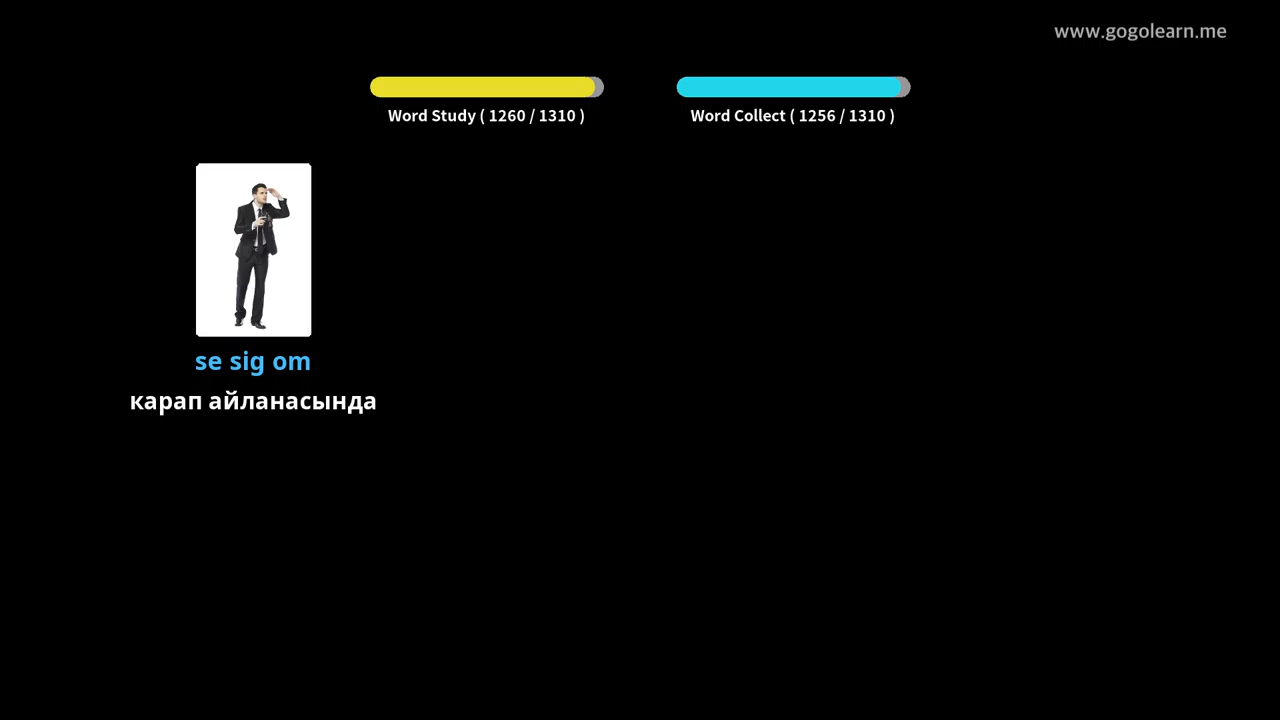 www.gogolearn.me
Word Study ( 1260 / 1310 )
Word Collect ( 1256 / 1310 )
se sig om
карап айланасында